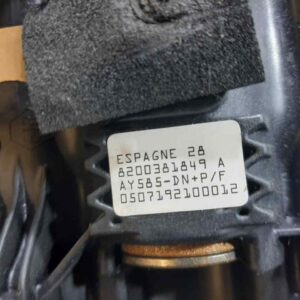 ESPAGNE 28
8200381849 A
AY585-DN+P/F
0507192100012